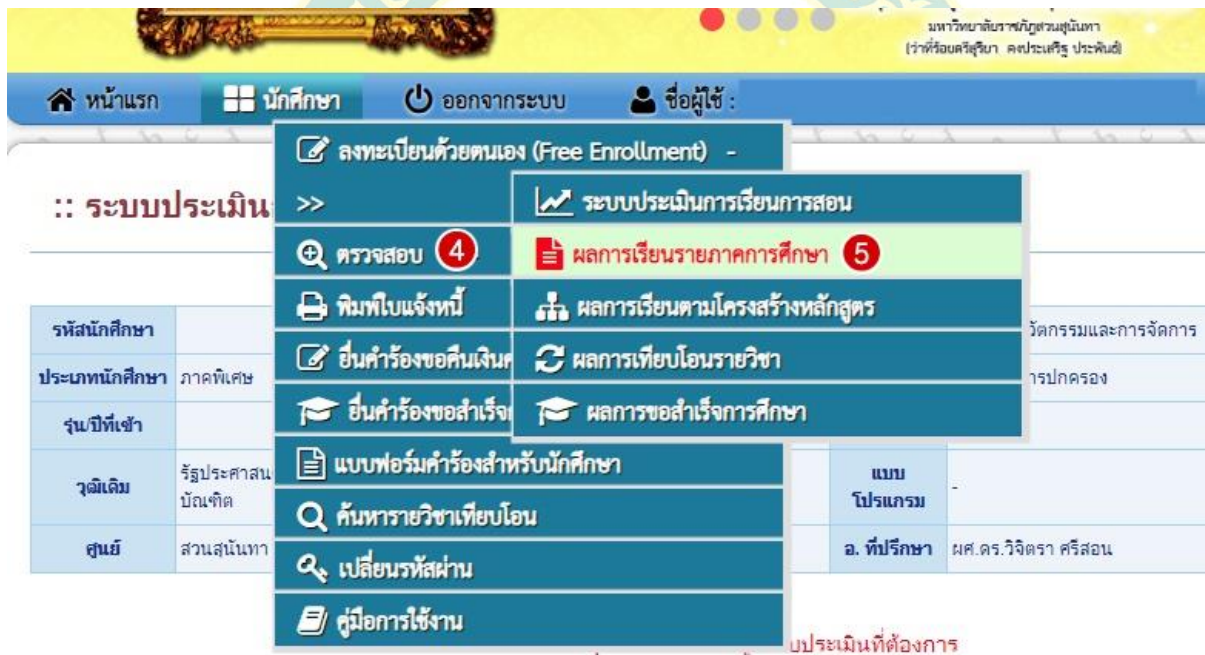 มหาวิทยาลัยราชภัฏสวนสุนันทา
หน้าแรก นักศึกษา ออกจากระบบ ชื่อผู้ใช้ :
ลงทะเบียนด้วยตนเอง (Free Enrollment) -
:: ระบบประเมิน >> ระบบประเมินการเรียนการสอน
ตรวจสอบ 4 ผลการเรียนรายภาคการศึกษา 5
พิมพ์ใบแจ้งหนี้ ผลการเรียนตามโครงสร้างหลักสูตร
รหัสนักศึกษา วัตกรรมและการจัดการ
ยื่นคำร้องขอคืนเงิน ผลการเทียบโอนรายวิชา
ประเภทนักศึกษา ภาคพิเศษ ารปกครอง
ยื่นคำร้องขอสำเร็จ ผลการขอสำเร็จการศึกษา
รุ่น/ปีที่เข้า
แบบฟอร์มคำร้องสำหรับนักศึกษา
วุฒิเดิม รัฐประศาสน
บัณฑิต
แบบ
โปรแกรม -
ค้นหารายวิชาเทียบโอน
ศูนย์ สวนสุนันทา อ. ที่ปรึกษา ผศ.ดร.วิจิตรา ศรีสอน
เปลี่ยนรหัสผ่าน
คู่มือการใช้งาน
บประเมินที่ต้องการ